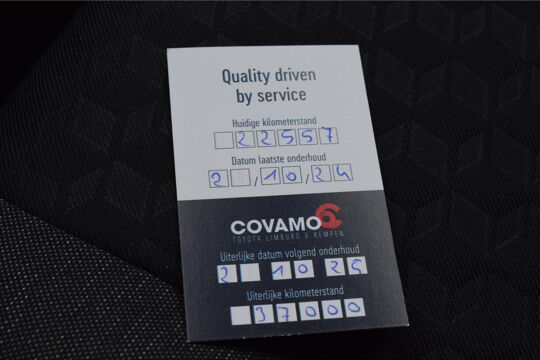 Quality driven
by service
Huidige kilometerstand
22557
Datum laatste onderhoud
2 /10/24
COVAMO
TOYOTA LIMBURG & KEMPEN
Uiterlijke datum volgend onderhoud
2 10 25
Uiterlijke kilometerstand
37000